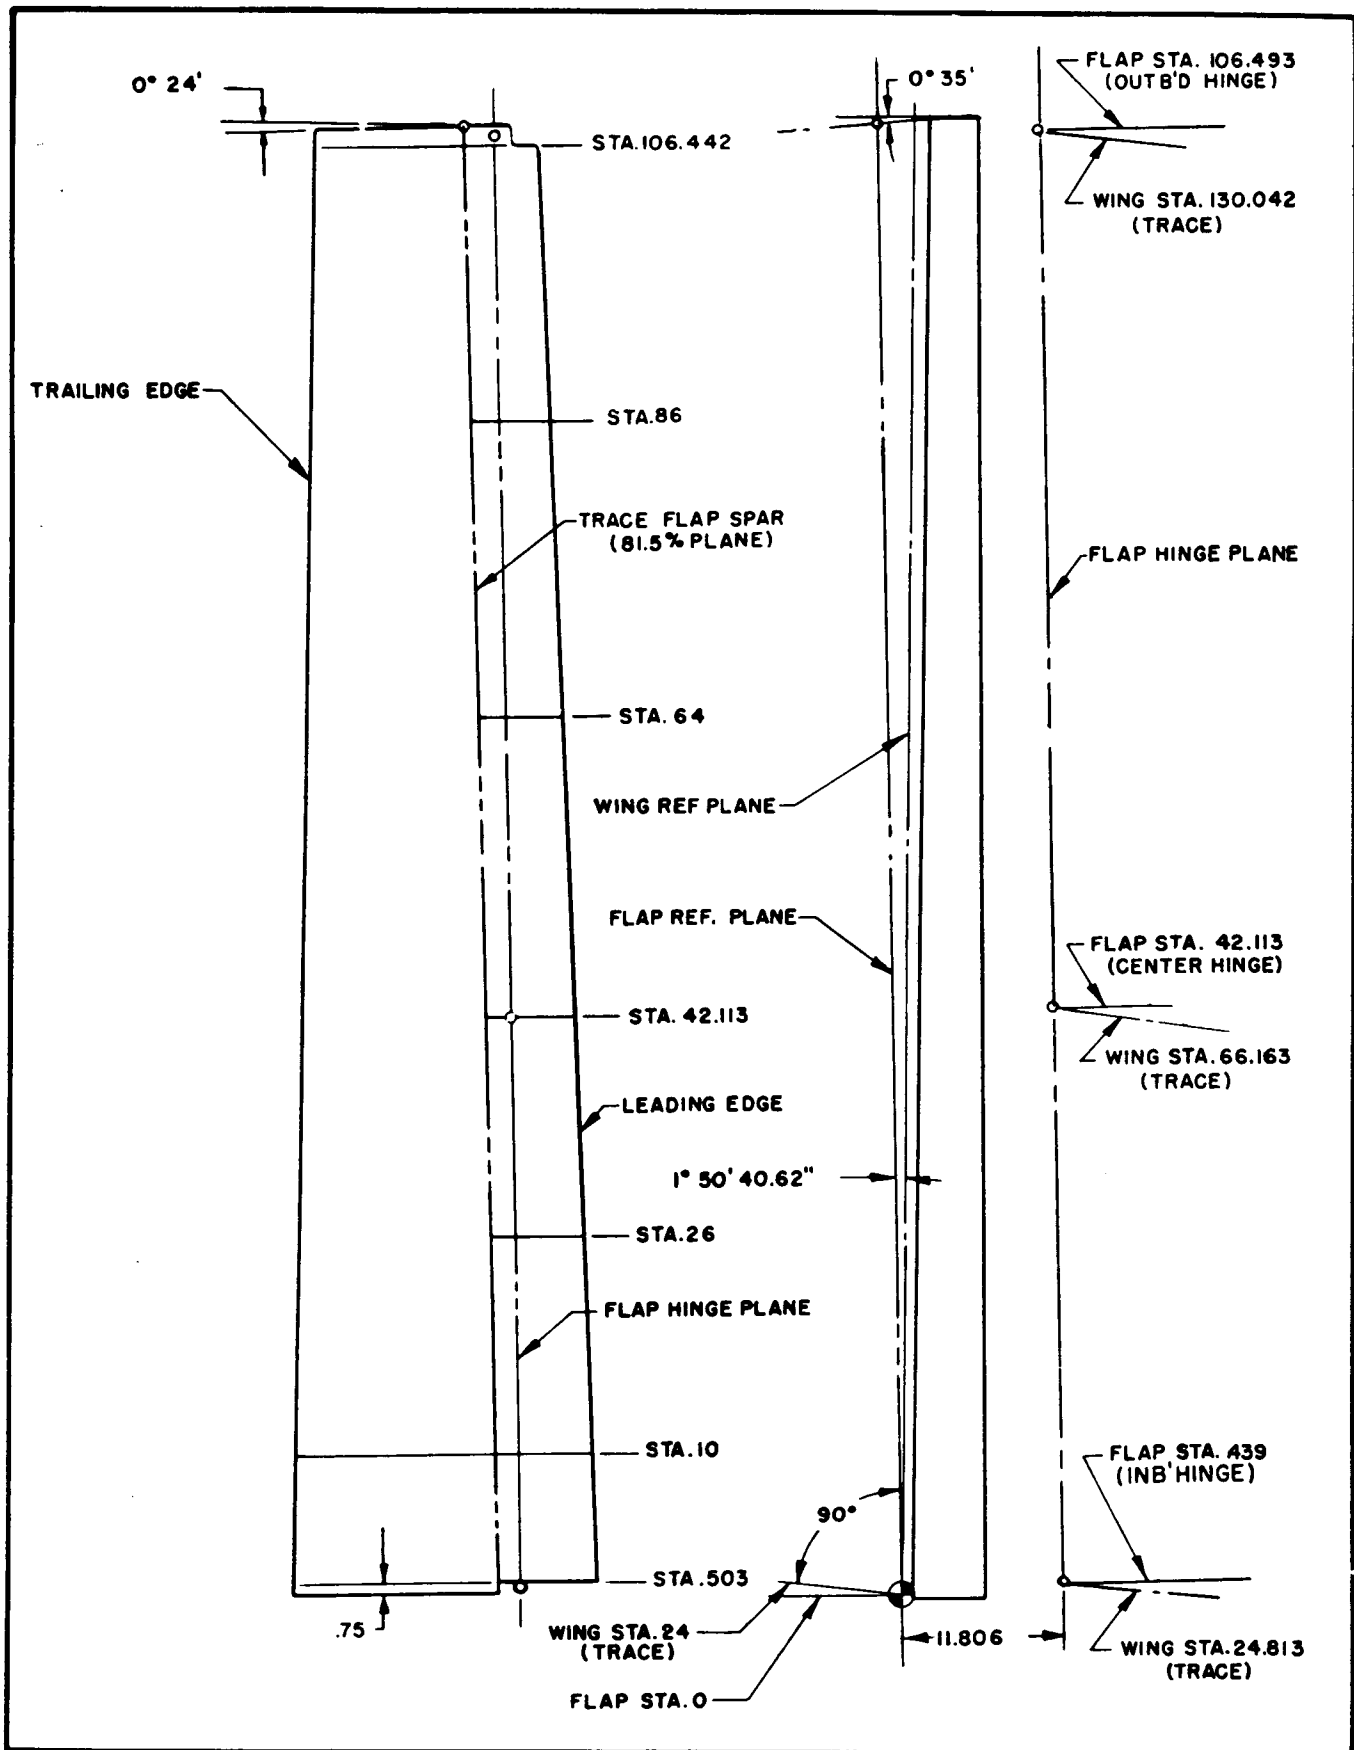 0° 24'
0° 35'
FLAP STA. 106.493
(OUTB'D HINGE)
STA.106.442
WING STA. 130.042
(TRACE)
TRAILING EDGE
STA.86
TRACE FLAP SPAR
(81.5% PLANE)
FLAP HINGE PLANE
STA. 64
WING REF PLANE
FLAP REF. PLANE
FLAP STA. 42.113
(CENTER HINGE)
STA. 42.113
WING STA. 66.163
(TRACE)
LEADING EDGE
1° 50' 40.62"
STA.26
FLAP HINGE PLANE
STA.10
FLAP STA. .439
(INB' HINGE)
90°
STA .503
.75
WING STA. 24
(TRACE)
11.806
WING STA. 24.813
(TRACE)
FLAP STA. 0